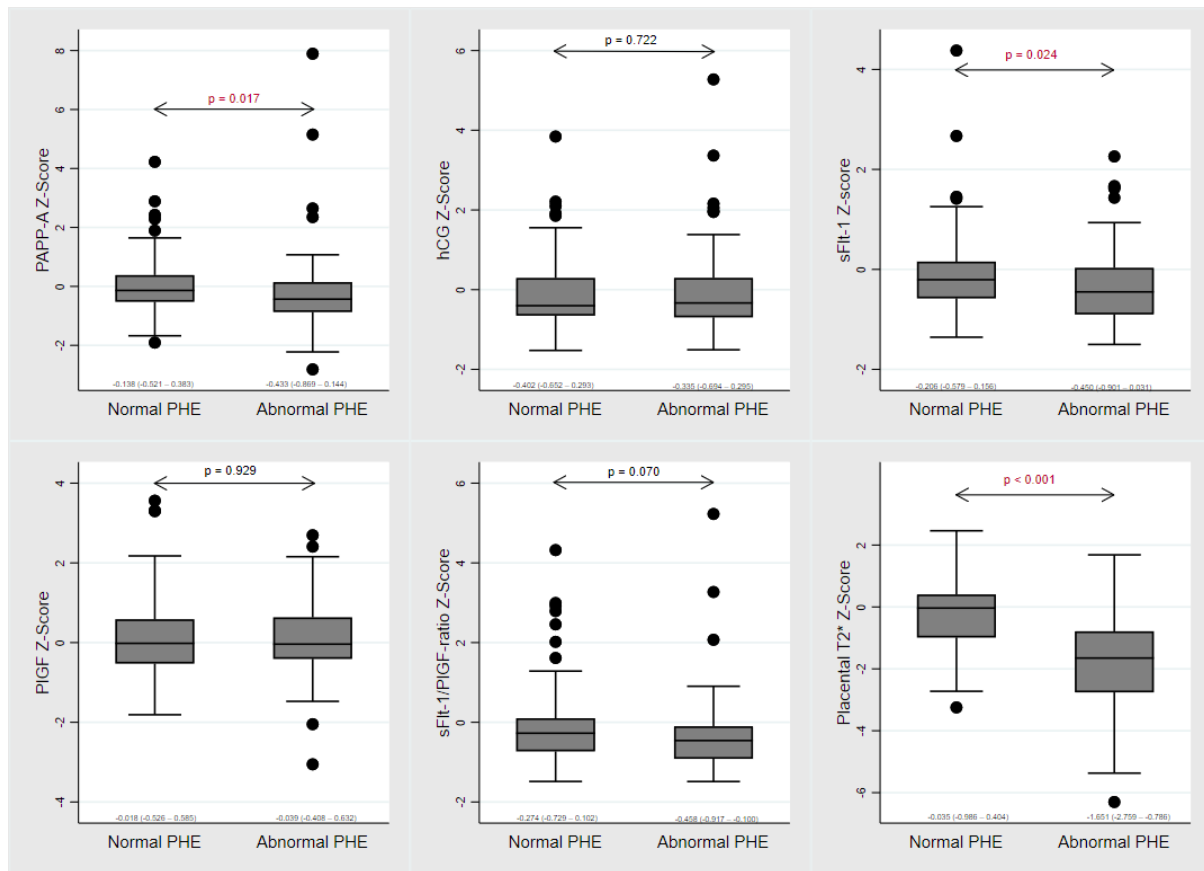 PAPP-A Z-Score
8
6
4
2
0
-2
p = 0.017
-0.138 (-0.521 – 0.383)
-0.433 (-0.869 – 0.144)
Normal PHE
Abnormal PHE
hCG Z-Score
6
4
2
0
-2
p = 0.722
-0.402 (-0.652 – 0.293)
-0.335 (-0.694 – 0.295)
Normal PHE
Abnormal PHE
sFlt-1 Z-score
4
2
0
-2
p = 0.024
-0.206 (-0.579 – 0.156)
-0.450 (-0.901 – 0.031)
Normal PHE
Abnormal PHE
PlGF Z-Score
4
2
0
-2
-4
p = 0.929
-0.018 (-0.526 – 0.585)
-0.039 (-0.408 – 0.632)
Normal PHE
Abnormal PHE
sFlt-1/PlGF-ratio Z-Score
6
4
2
0
-2
p = 0.070
-0.274 (-0.729 – 0.102)
-0.458 (-0.917 – -0.100)
Normal PHE
Abnormal PHE
Placental T2* Z-Score
2
0
-2
-4
-6
p < 0.001
-0.035 (-0.986 – 0.404)
-1.651 (-2.759 – -0.786)
Normal PHE
Abnormal PHE